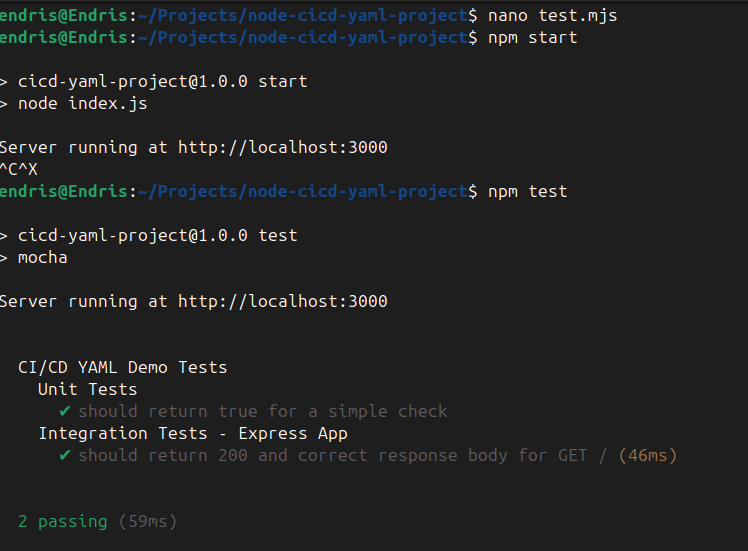 endris@Endris:~/Projects/node-cicd-yaml-project$ nano test.mjs
endris@Endris:~/Projects/node-cicd-yaml-project$ npm start
> cicd-yaml-project@1.0.0 start
> node index.js
Server running at http://localhost:3000
^C^X
endris@Endris:~/Projects/node-cicd-yaml-project$ npm test
> cicd-yaml-project@1.0.0 test
> mocha
Server running at http://localhost:3000
CI/CD YAML Demo Tests
Unit Tests
✔ should return true for a simple check
Integration Tests - Express App
✔ should return 200 and correct response body for GET / (46ms)
2 passing (59ms)